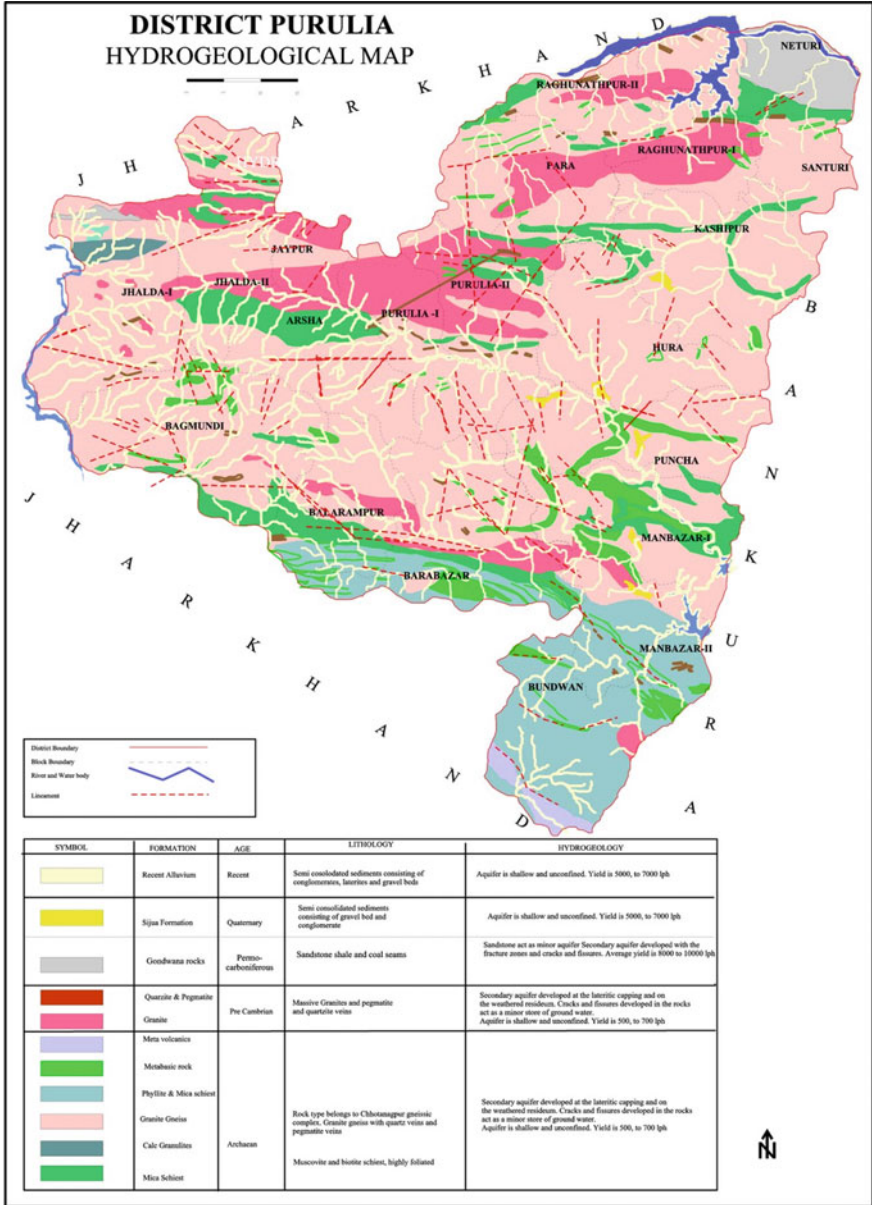 DISTRICT PURULIA
HYDROGEOLOGICAL MAP
JHARKHAND
NETURI
RAGHUNATHPUR-II
RAGHUNATHPUR-I
PARA
SANTURI
KASHIPUR
JAYPUR
JHALDA-I
JHALDA-II
PURULIA-II
PURULIA -I
ARSHA
HURA
BAGMUNDI
PUNCHA
BALARAMPUR
MANBAZAR-I
BARABAZAR
MANBAZAR-II
BUNDWAN
BANKURA
JHARKHAND
District Boundary
Block Boundary
River and Water body
Lineament
N
SYMBOL FORMATION AGE LITHOLOGY HYDROGEOLOGY
Recent Alluvium Recent Semi cosolodated sediments consisting of
conglomerates, laterites and gravel beds
Aquifer is shallow and unconfined. Yield is 5000, to 7000 lph
Sijua Formation Quaternary Semi consolidated sediments
consisting of gravel bed and
conglomerate
Aquifer is shallow and unconfined. Yield is 5000, to 7000 lph
Gondwana rocks Permo-
carboniferous
Sandstone shale and coal seams
Sandstone act as minor aquifer Secondary aquifer developed with the
fracture zones and cracks and fissures. Average yield is 8000 to 10000 lph
Quarzite & Pegmatite
Granite
Pre Cambrian
Massive Granites and pegmatite
and quartzite veins
Secondary aquifer developed at the lateritic capping and on
the weathered resideum. Cracks and fissures developed in the rocks
act as a minor store of ground water.
Aquifer is shallow and unconfined. Yield is 500, to 700 lph
Meta volcanics
Metabasic rock
Phyllite & Mica schiest
Granite Gneiss
Calc Granulites
Mica Schiest
Archaean
Rock type belongs to Chhotanagpur gneissic
complex. Granite gneiss with quartz veins and
pegmatite veins
Muscovite and biotite schiest, highly foliated
Secondary aquifer developed at the lateritic capping and on
the weathered resideum. Cracks and fissures developed in the rocks
act as a minor store of ground water.
Aquifer is shallow and unconfined. Yield is 500, to 700 lph